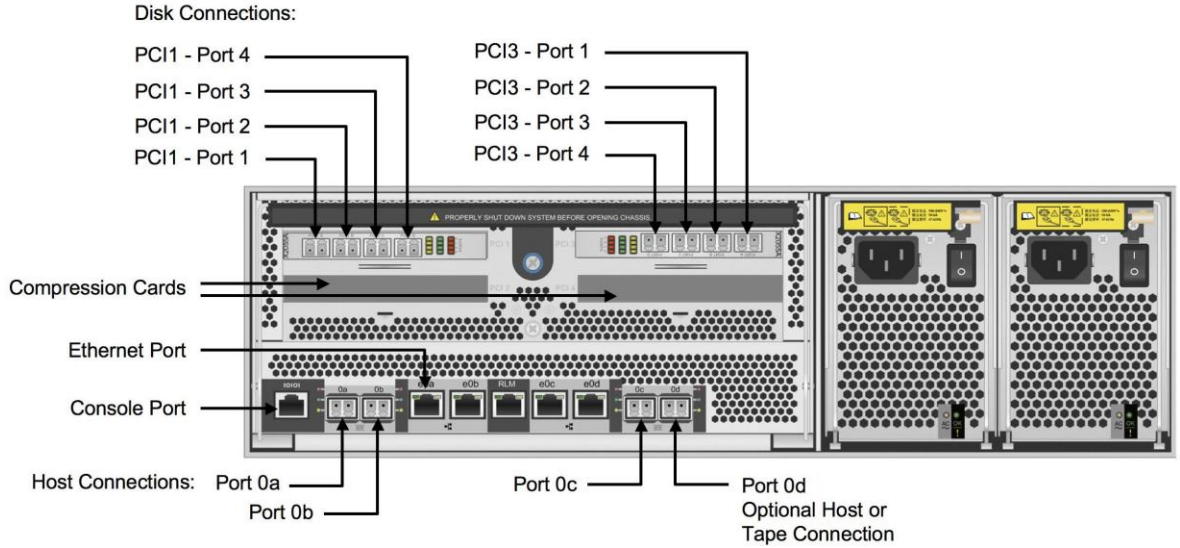 Disk Connections:
PCI1 - Port 4
PCI1 - Port 3
PCI1 - Port 2
PCI1 - Port 1
PCI3 - Port 1
PCI3 - Port 2
PCI3 - Port 3
PCI3 - Port 4
PROPERLY SHUT DOWN SYSTEM BEFORE OPENING CHASSIS.
PCI 1
PCI 3
Compression Cards
PCI 2
PCI 4
Ethernet Port
Console Port
IOIOI
0a
0b
e0a
e0b
RLM
e0c
e0d
0c
0d
OK
OK
Host Connections:
Port 0a
Port 0b
Port 0c
Port 0d
Optional Host or
Tape Connection